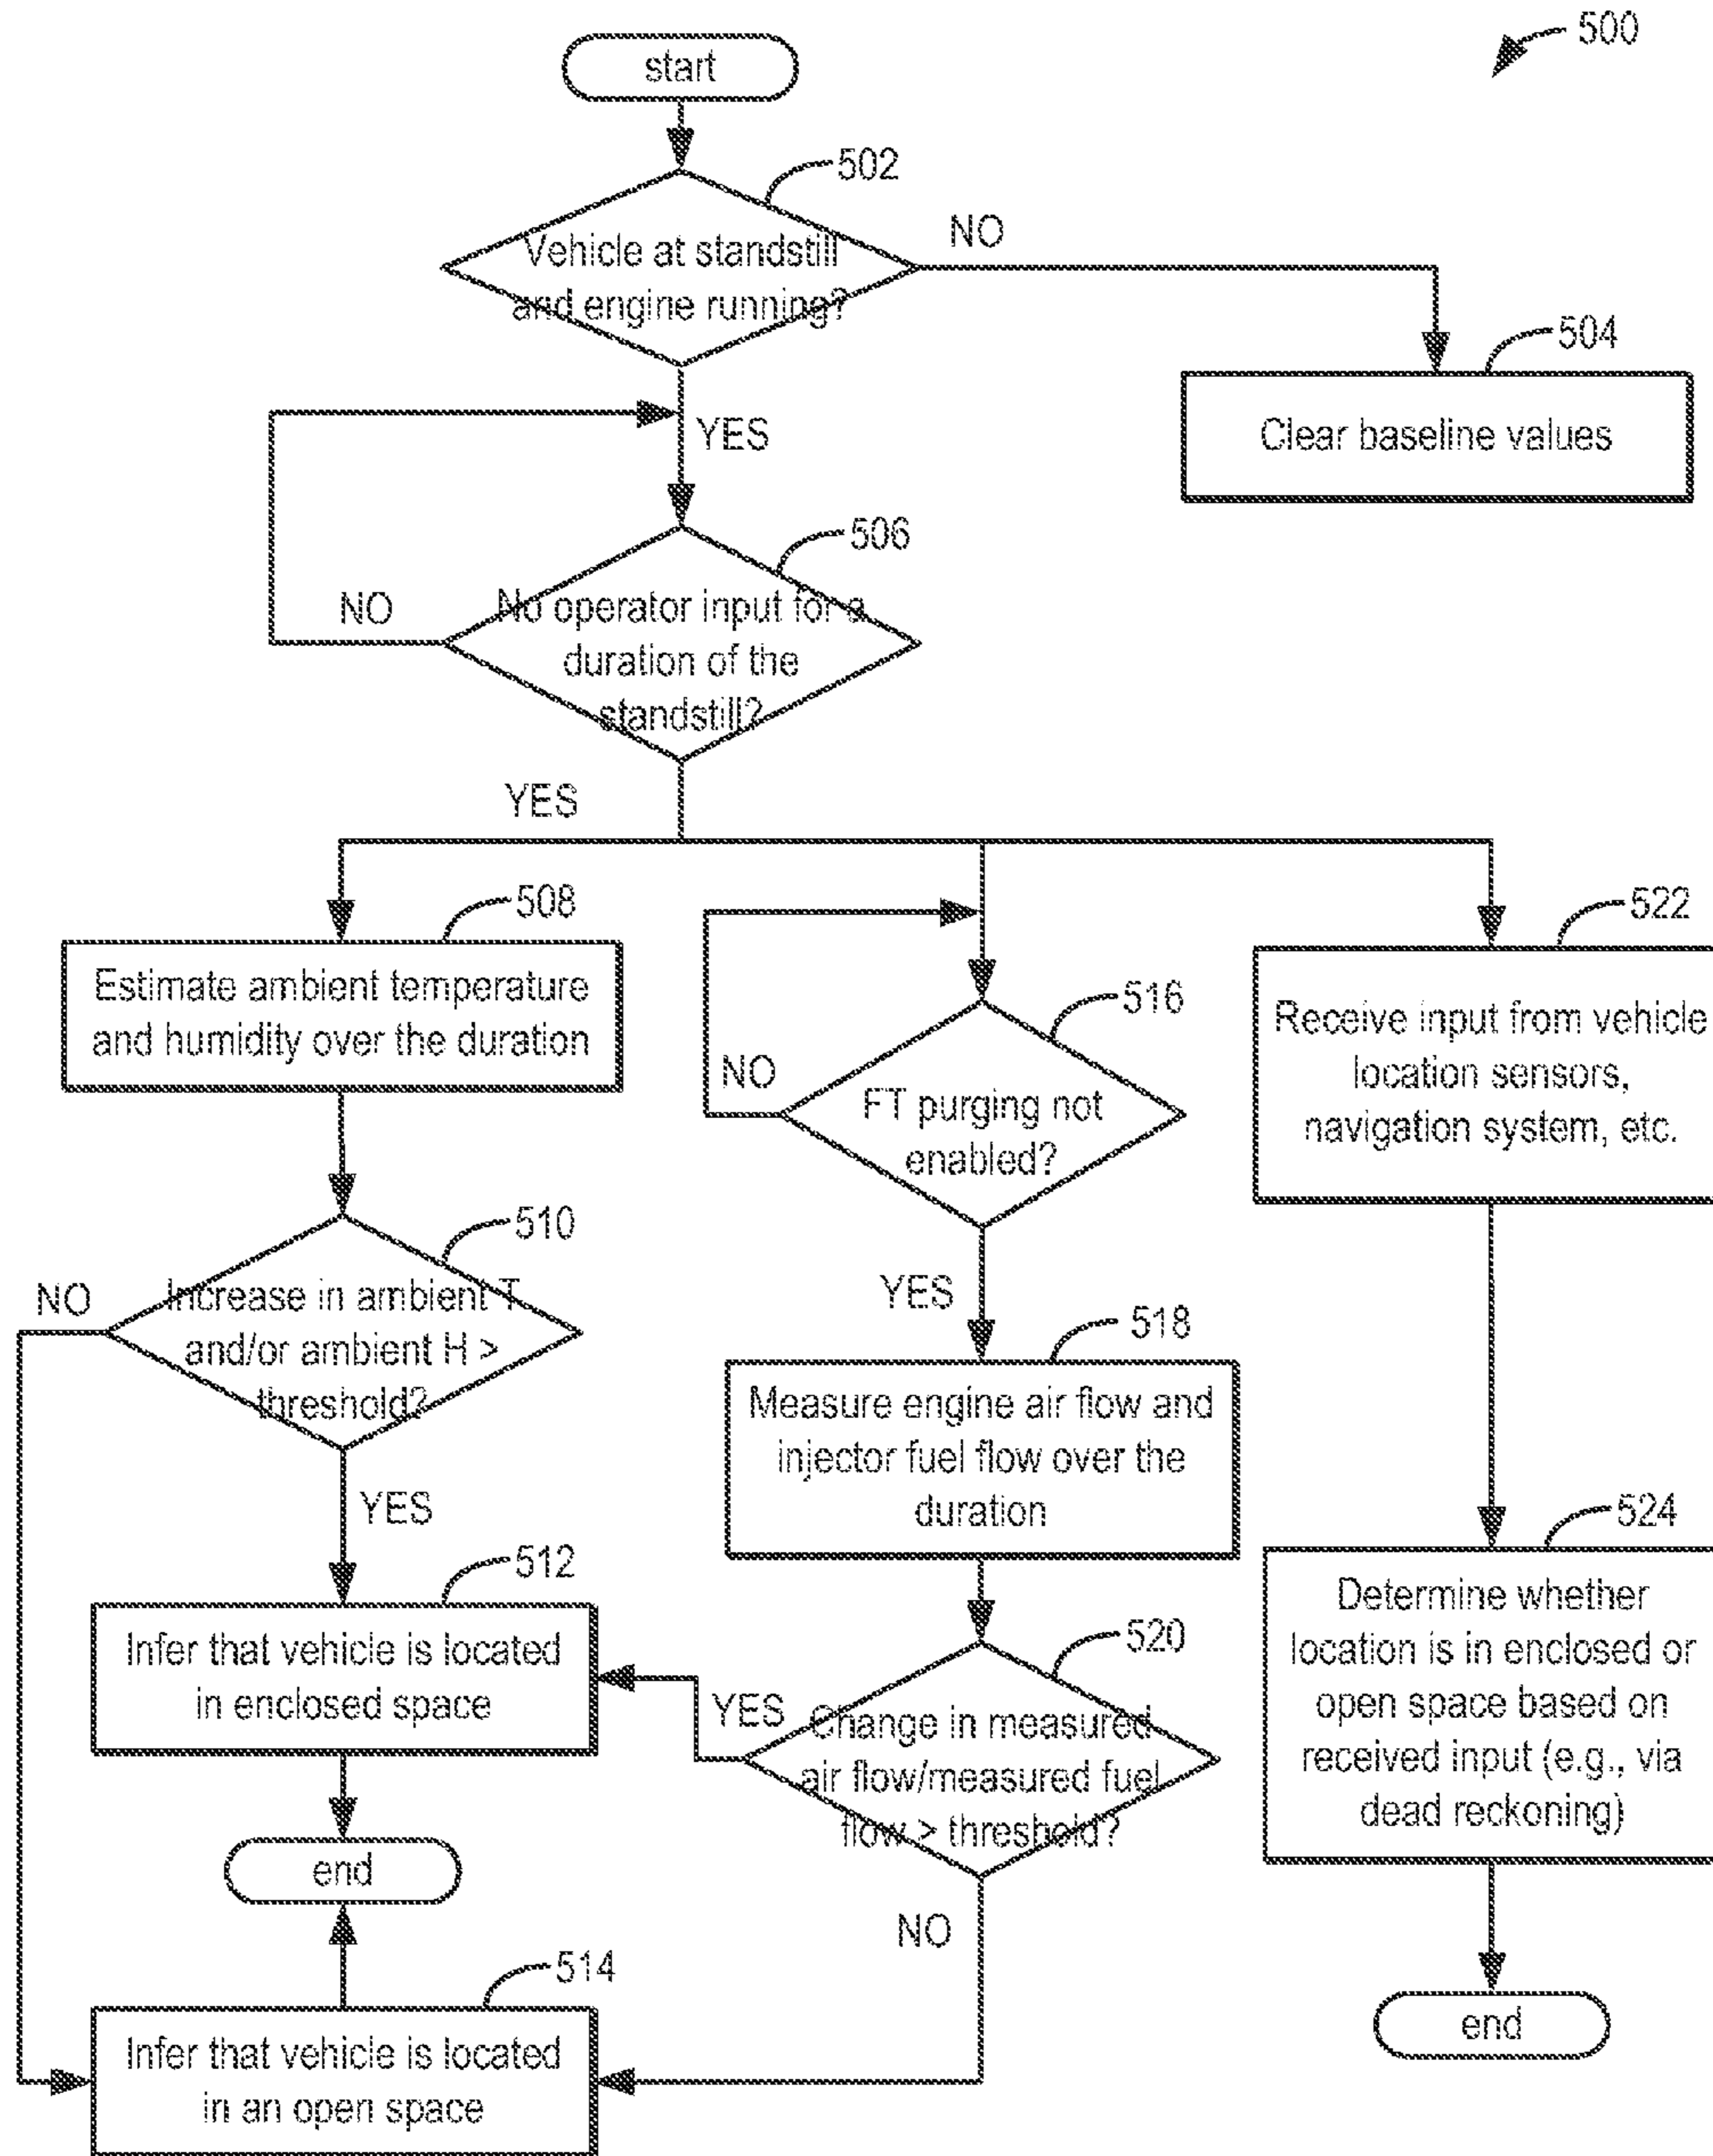 500
start
502
Vehicle at standstill
and engine running?
NO
504
Clear baseline values
YES
506
No operator input for a
duration of the
standstill?
NO
YES
508
Estimate ambient temperature
and humidity over the duration
510
Increase in ambient T
and/or ambient H >
threshold?
NO
YES
512
Infer that vehicle is located
in enclosed space
end
514
Infer that vehicle is located
in an open space
516
FT purging not
enabled?
NO
YES
518
Measure engine air flow and
injector fuel flow over the
duration
520
Change in measured
air flow/measured fuel
flow > threshold?
YES
NO
522
Receive input from vehicle
location sensors,
navigation system, etc.
524
Determine whether
location is in enclosed or
open space based on
received input (e.g., via
dead reckoning)
end